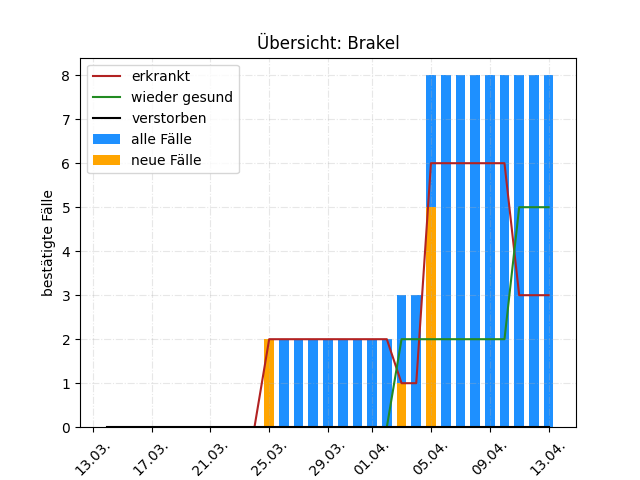 Übersicht: Brakel
erkrankt
wieder gesund
verstorben
alle Fälle
neue Fälle
bestätigte Fälle
8
7
6
5
4
3
2
1
0
13.03.
17.03.
21.03.
25.03.
29.03.
01.04.
05.04.
09.04.
13.04.